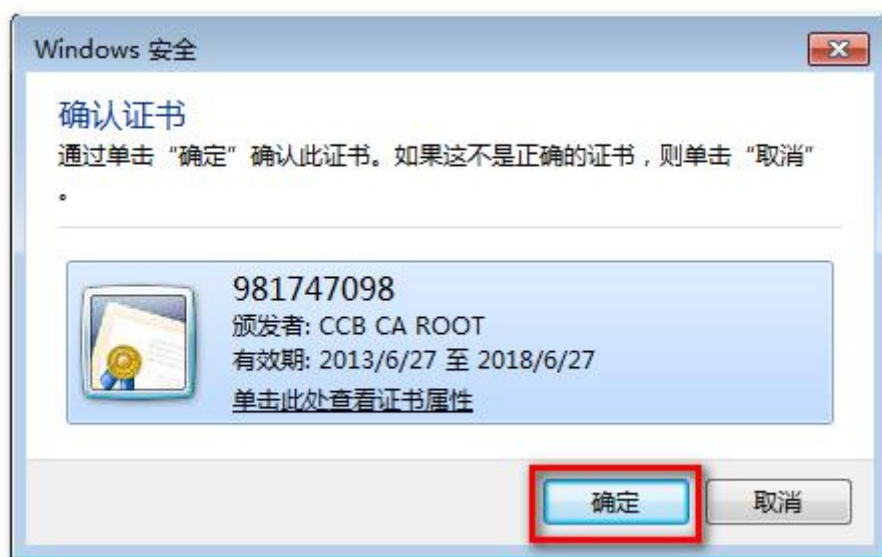 Windows 安全
确认证书
通过单击“确定”确认此证书。如果这不是正确的证书，则单击“取消”
。
981747098
颁发者: CCB CA ROOT
有效期: 2013/6/27 至 2018/6/27
单击此处查看证书属性
确定
取消